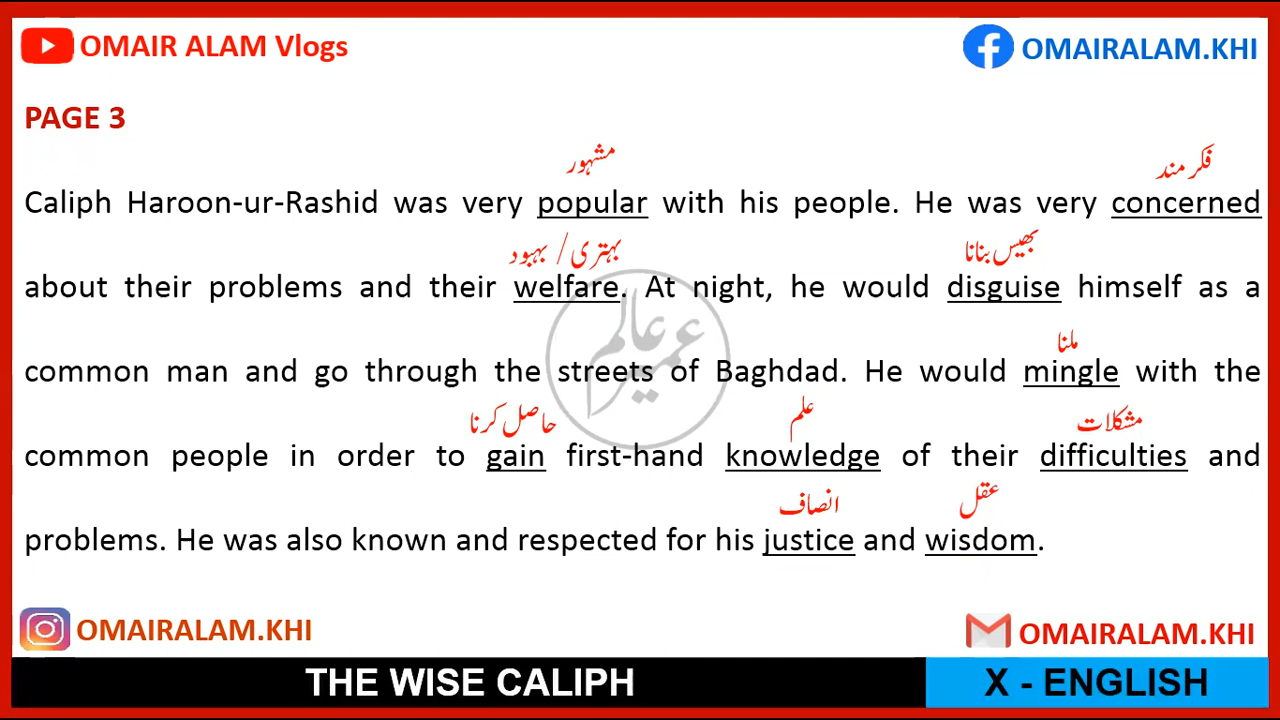 OMAIR ALAM Vlogs
OMAIRALAM.KHI
PAGE 3
مشہور
فکر مند
Caliph Haroon-ur-Rashid was very popular with his people. He was very concerned
بہتری / بہبود
بھیس بنانا
about their problems and their welfare. At night, he would disguise himself as a
عمیر عالم
ملنا
common man and go through the streets of Baghdad. He would mingle with the
حاصل کرنا
علم
مشکلات
common people in order to gain first-hand knowledge of their difficulties and
انصاف
عقل
problems. He was also known and respected for his justice and wisdom.
OMAIRALAM.KHI
OMAIRALAM.KHI
THE WISE CALIPH
X - ENGLISH